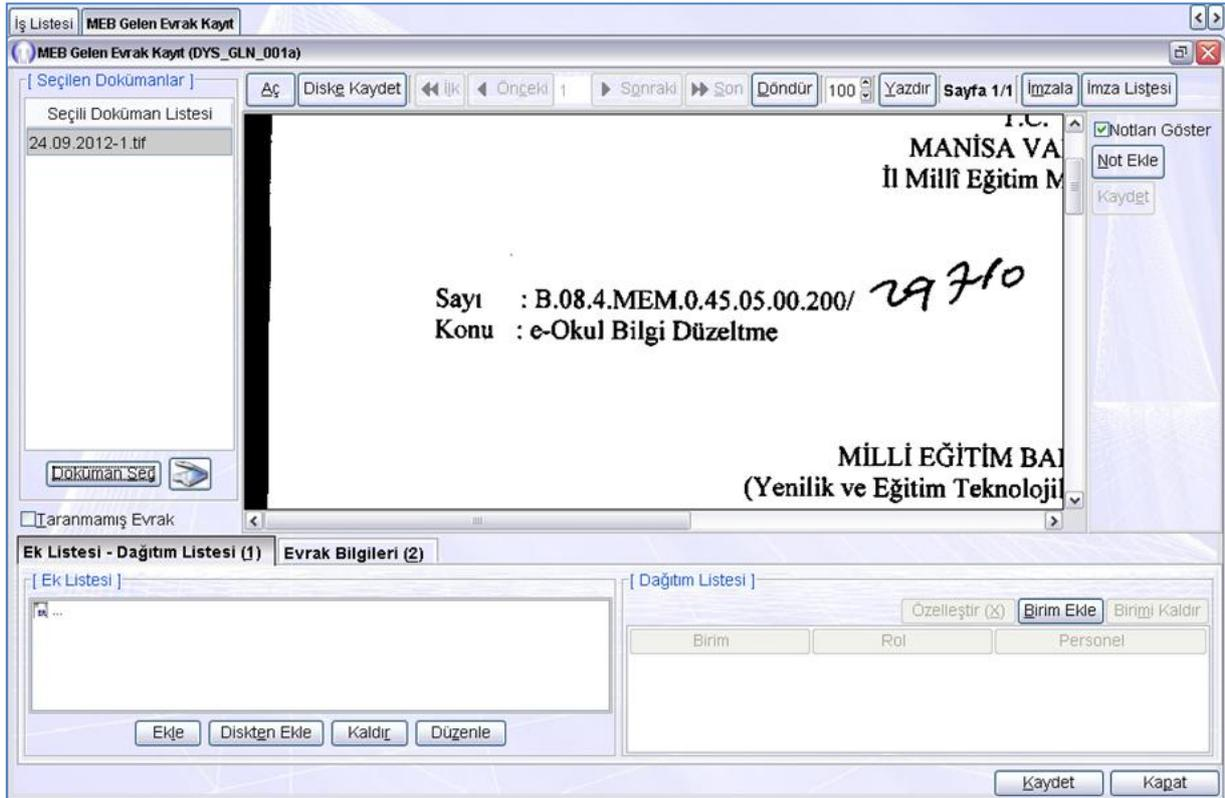 İş Listesi MEB Gelen Evrak Kayıt
MEB Gelen Evrak Kayıt (DYS_GLN_001a)
[ Seçilen Dokümanlar ]
Seçili Doküman Listesi
24.09.2012-1.tif
Doküman Seç
Taranmamış Evrak
Aç Diske Kaydet İlk Önceki 1 Sonraki Son Döndür 100 Yazdır Sayfa 1/1 İmzala İmza Listesi
T.C.
MANİSA VA
İl Millî Eğitim M
Sayı : B.08.4.MEM.0.45.05.00.200/ 29710
Konu : e-Okul Bilgi Düzeltme
MİLLİ EĞİTİM BA
(Yenilik ve Eğitim Teknolojil
Notları Göster
Not Ekle
Kaydet
Ek Listesi - Dağıtım Listesi (1) Evrak Bilgileri (2)
[ Ek Listesi ]
...
Ekle Diskten Ekle Kaldır Düzenle
[ Dağıtım Listesi ]
Özelleştir (X) Birim Ekle Birimi Kaldır
Birim Rol Personel
Kaydet Kapat